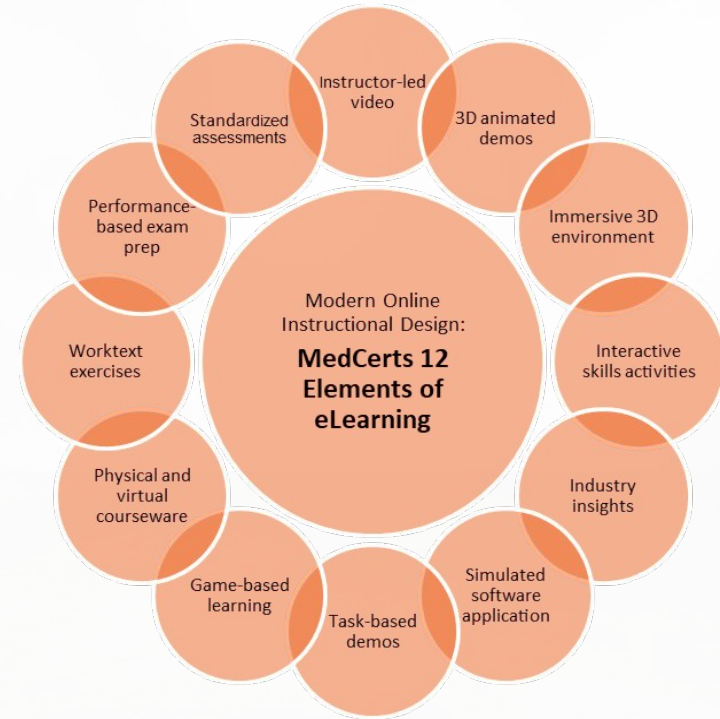 Modern Online
Instructional Design:
MedCerts 12
Elements of
eLearning
Instructor-led
video
3D animated
demos
Immersive 3D
environment
Interactive
skills activities
Industry
insights
Simulated
software
application
Task-based
demos
Game-based
learning
Physical and
virtual
courseware
Worktext
exercises
Performance-
based exam
prep
Standardized
assessments